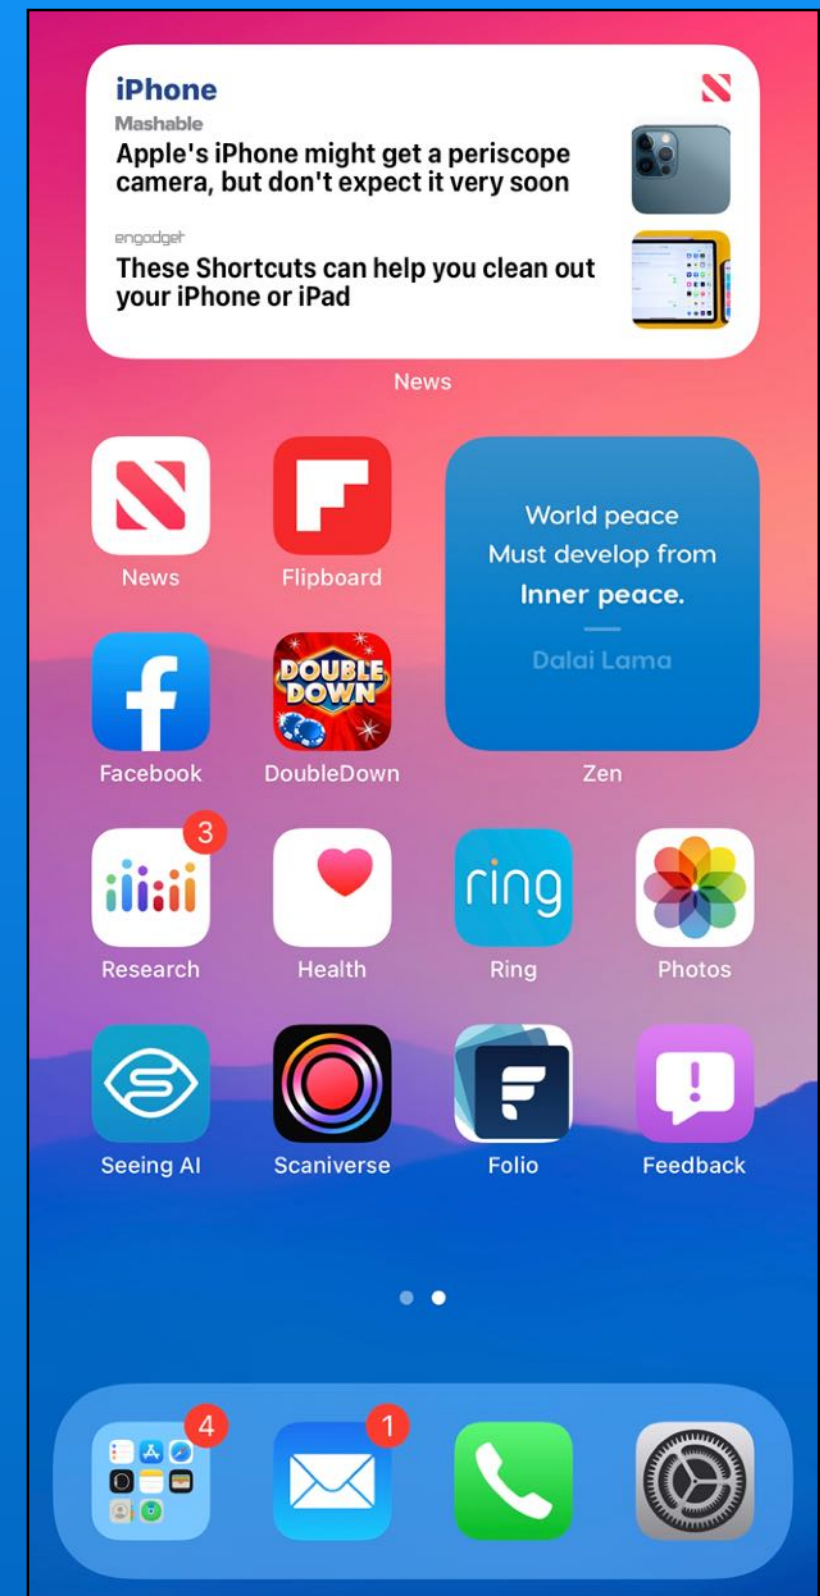 iPhone
Mashable
Apple's iPhone might get a periscope
camera, but don't expect it very soon
engadget
These Shortcuts can help you clean out
your iPhone or iPad
News
World peace
Must develop from
Inner peace.
Dalai Lama
News
Flipboard
DOUBLE
DOWN
Facebook
DoubleDown
Zen
3
ring
Research
Health
Ring
Photos
Seeing AI
Scaniverse
Folio
Feedback
4
1